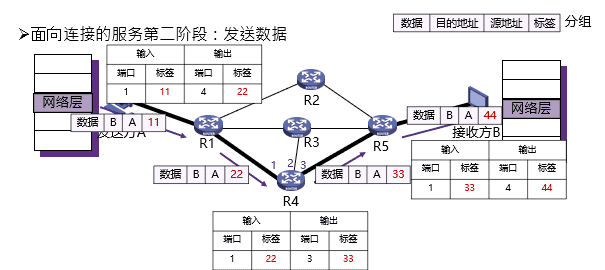 ➢面向连接的服务第二阶段：发送数据
数据 目的地址 源地址 标签 分组
输入 输出
端口 标签 端口 标签
1 11 4 22
网络层
数据 B A 11
发送方A
R1
R2
R3
R5
数据 B A 44
网络层
接收方B
输入 输出
端口 标签 端口 标签
1 33 4 44
数据 B A 22
1 2 3
数据 B A 33
R4
输入 输出
端口 标签 端口 标签
1 22 3 33